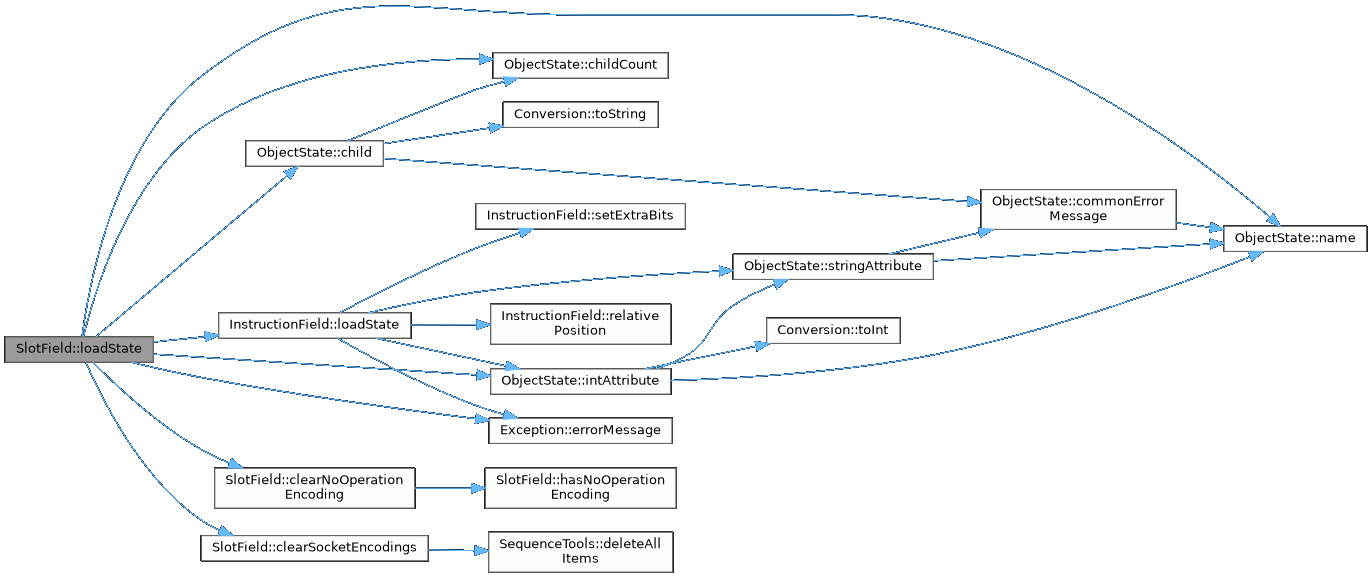 SlotField::loadState
ObjectState::childCount
Conversion::toString
ObjectState::child
ObjectState::commonError
Message
InstructionField::setExtraBits
ObjectState::name
ObjectState::stringAttribute
InstructionField::loadState
InstructionField::relative
Position
Conversion::toInt
ObjectState::intAttribute
Exception::errorMessage
SlotField::clearNoOperation
Encoding
SlotField::hasNoOperation
Encoding
SlotField::clearSocketEncodings
SequenceTools::deleteAll
Items